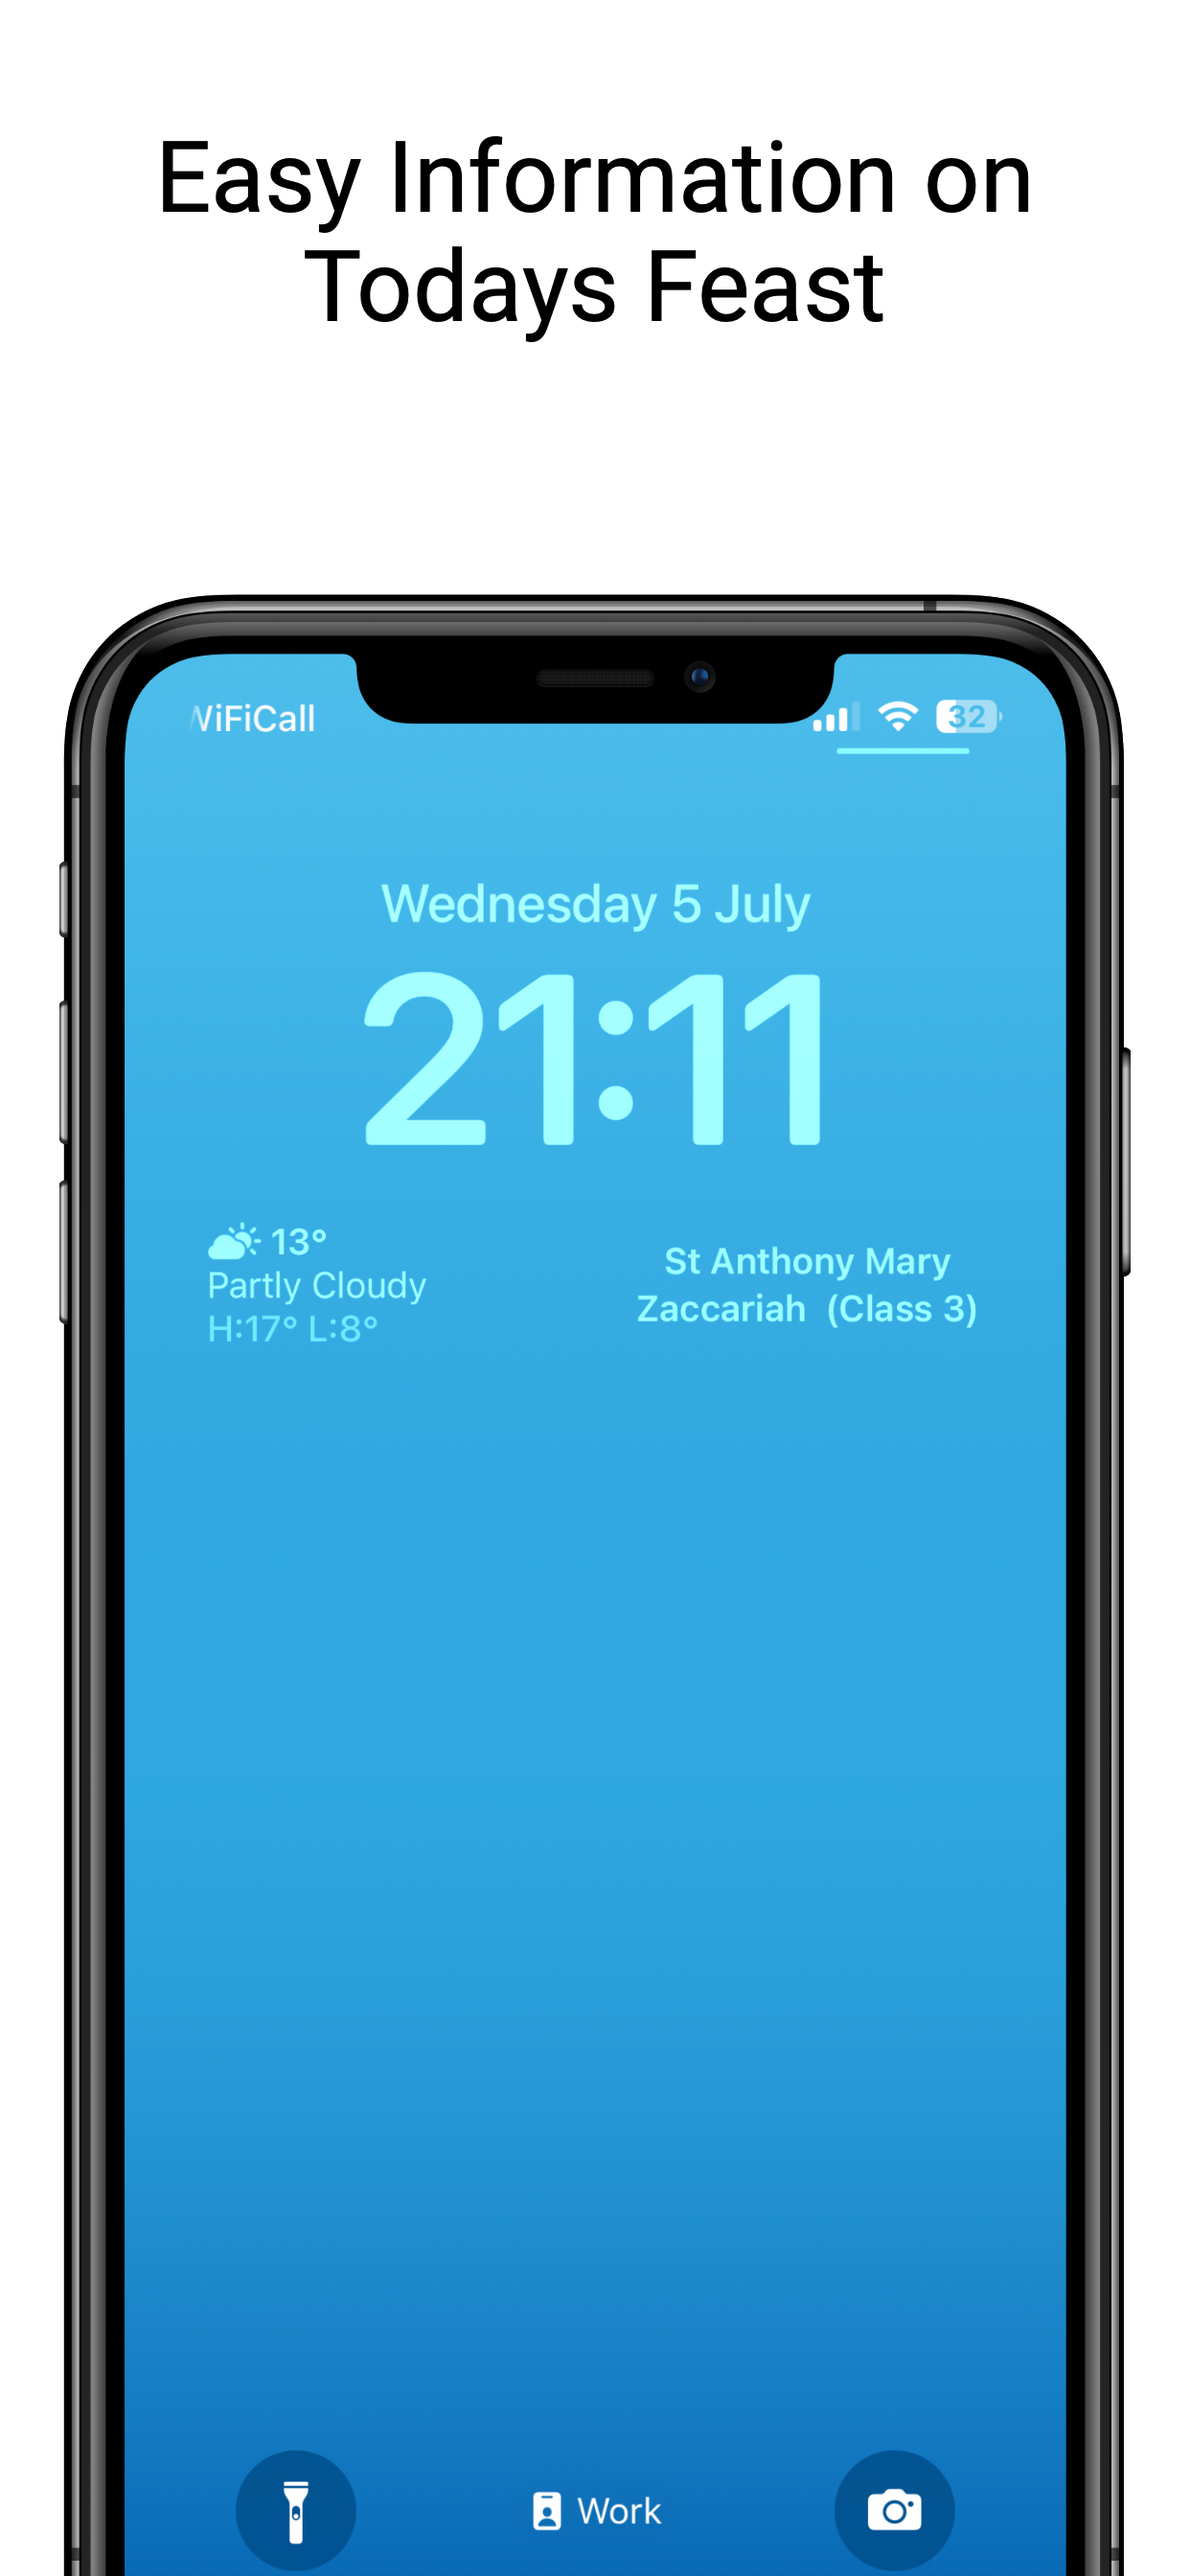 Easy Information on
Todays Feast
WiFiCall
32
Wednesday 5 July
21:11
13°
Partly Cloudy
H:17° L:8°
St Anthony Mary
Zaccariah (Class 3)
Work